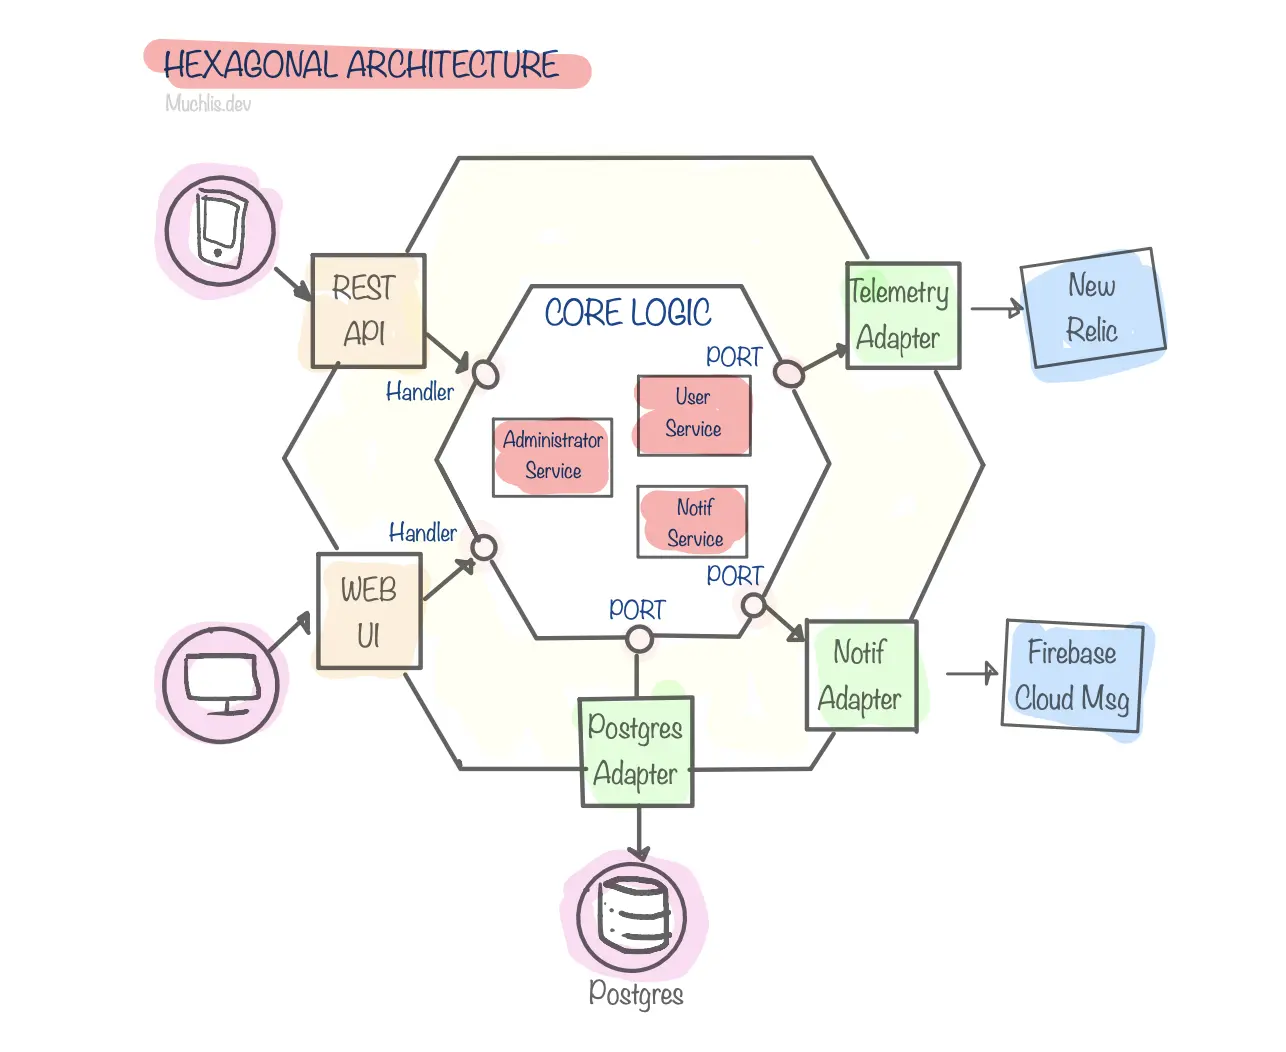 HEXAGONAL ARCHITECTURE
Muchlis.dev
REST
API
Handler
CORE LOGIC
PORT
Telemetry
Adapter
New
Relic
User
Service
Administrator
Service
Notif
Service
Handler
WEB
UI
PORT
PORT
Notif
Adapter
Firebase
Cloud Msg
Postgres
Adapter
Postgres